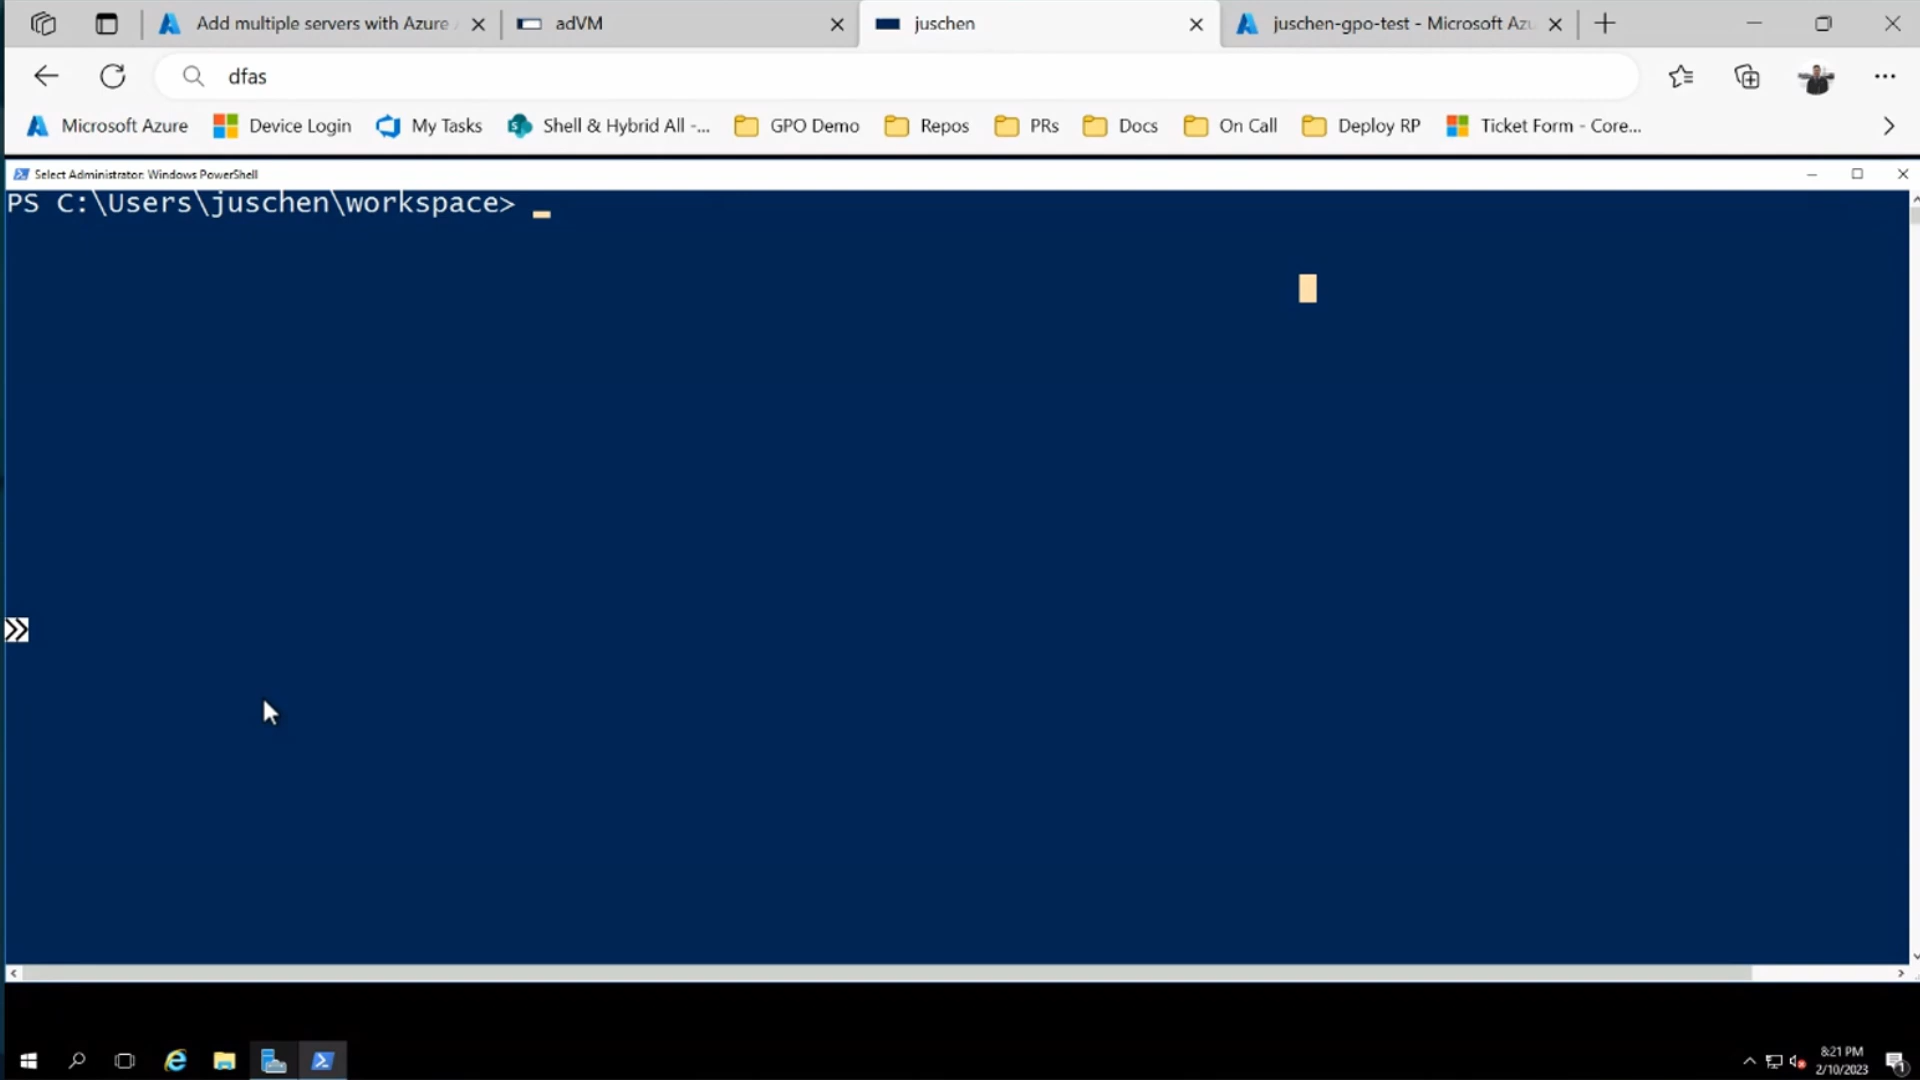 Add multiple servers with Azure
adVM
juschen
juschen-gpo-test - Microsoft Azu
dfas
Microsoft Azure
Device Login
My Tasks
Shell & Hybrid All -...
GPO Demo
Repos
PRs
Docs
On Call
Deploy RP
Ticket Form - Core...
Select Administrator: Windows PowerShell
PS C:\Users\juschen\workspace>
8:21 PM
2/10/2023
1